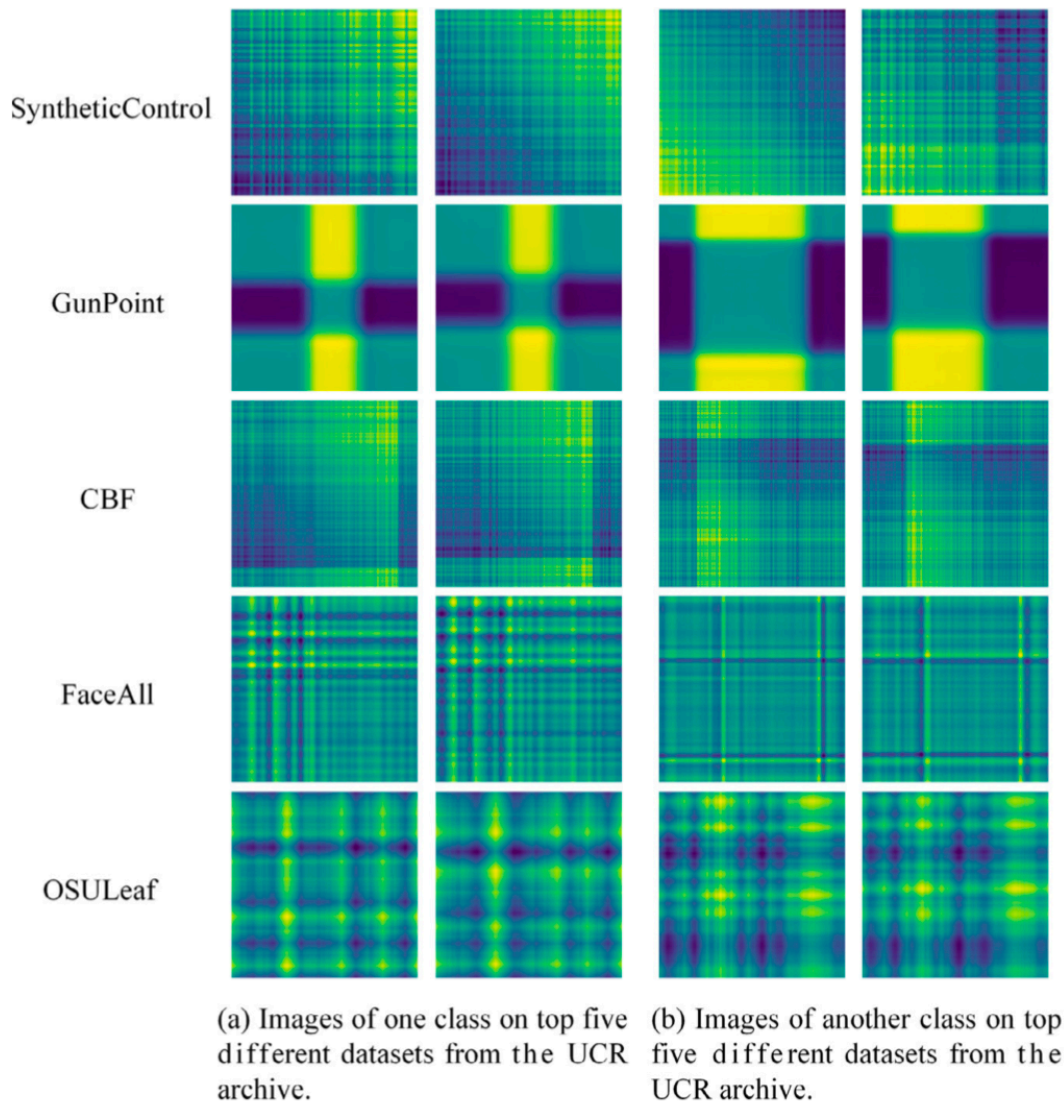 SyntheticControl
GunPoint
CBF
FaceAll
OSULeaf
(a) Images of one class on top five
different datasets from the UCR
archive.
(b) Images of another class on top
five different datasets from the
UCR archive.